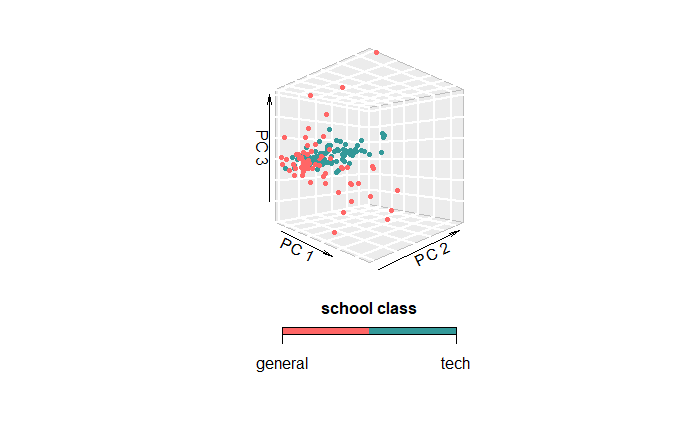 PC 3
PC 1
PC 2
school class
general
tech